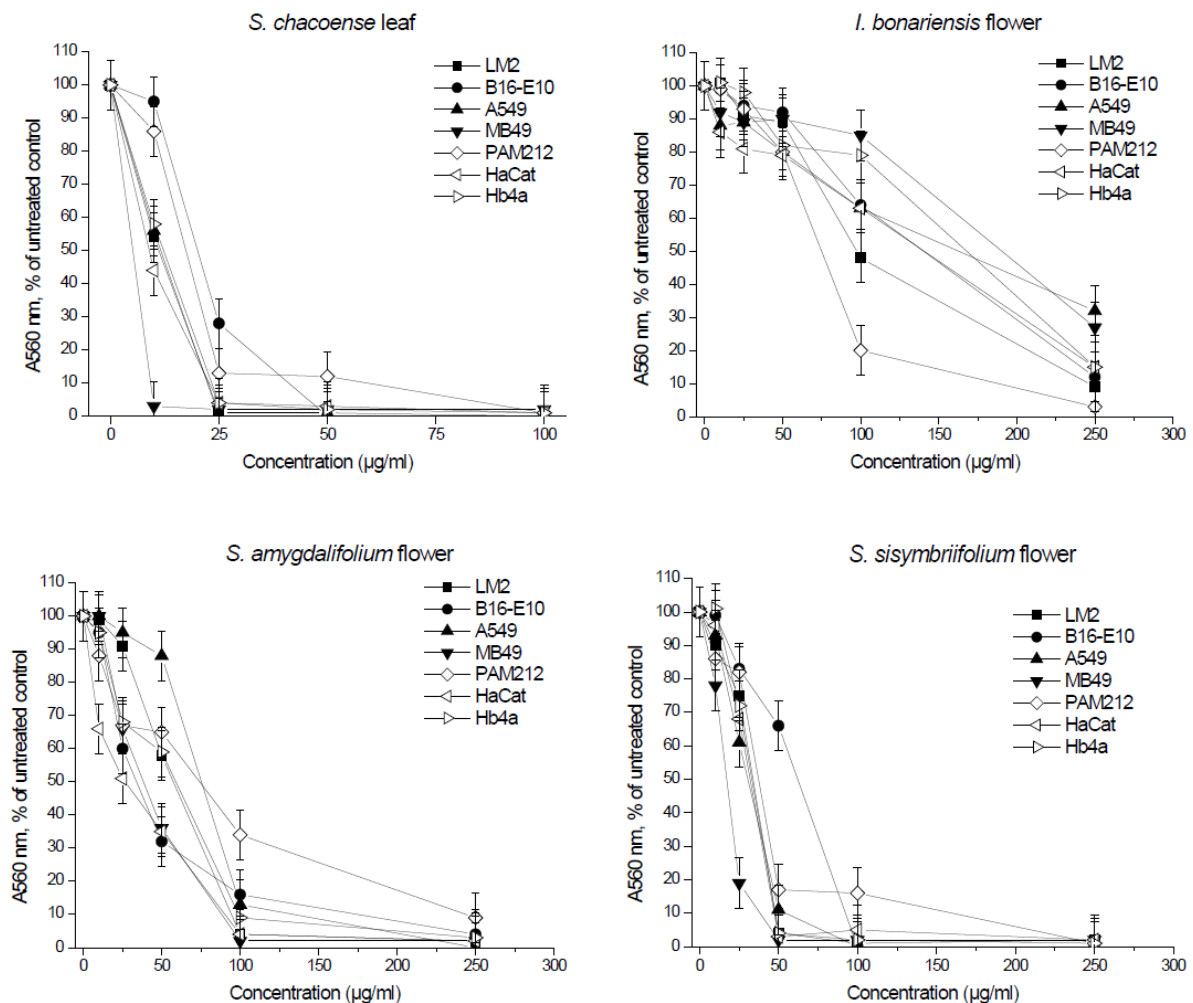 S. chacoense leaf
110
100
90
80
70
60
50
40
30
20
10
0
A560 nm, % of untreated control
LM2
B16-E10
A549
MB49
PAM212
HaCat
Hb4a
0 25 50 75 100
Concentration (µg/ml)
I. bonariensis flower
110
100
90
80
70
60
50
40
30
20
10
0
A560 nm, % of untreated control
LM2
B16-E10
A549
MB49
PAM212
HaCat
Hb4a
0 50 100 150 200 250 300
Concentration (µg/ml)
S. amygdalifolium flower
110
100
90
80
70
60
50
40
30
20
10
0
A560 nm, % of untreated control
LM2
B16-E10
A549
MB49
PAM212
HaCat
Hb4a
0 50 100 150 200 250 300
Concentration (µg/ml)
S. sisymbriifolium flower
110
100
90
80
70
60
50
40
30
20
10
0
A560 nm, % of untreated control
LM2
B16-E10
A549
MB49
PAM212
HaCat
Hb4a
0 50 100 150 200 250 300
Concentration (µg/ml)